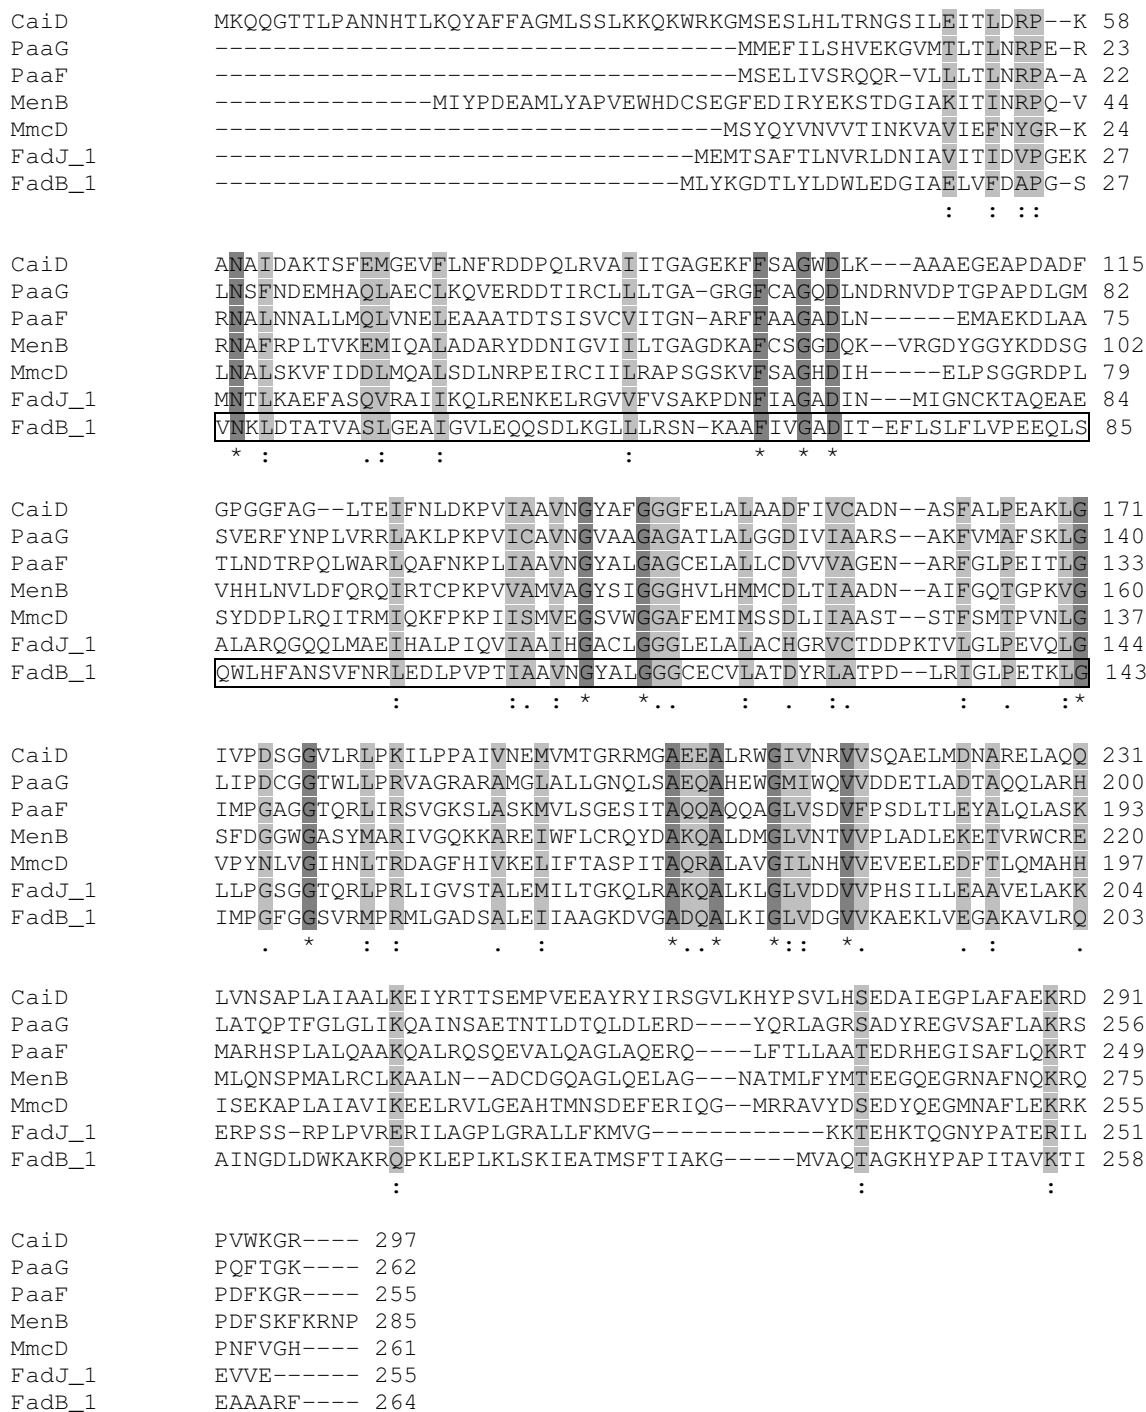 CaiD MKQQGTTLPANNHTLKQYAFFAGMLSSLKKQKWRKGMSESLHLTRNGSILEITLDRP--K 58
PaaG ------------------------------------MMEFILSHVEKGVMTLTLNRPE-R 23
PaaF ------------------------------------MSELIVSRQQR-VLLLTLNRPA-A 22
MenB ---------------MIYPDEAMLYAPVEWHDCSEGFEDIRYEKSTDGIAKITINRPQ-V 44
MmcD -----------------------------------MSYQYVNVVTINKVAVIEFNYGR-K 24
FadJ_1 ---------------------------------MEMTSAFTLNVRLDNIAVITIDVPGEK 27
FadB_1 --------------------------------MLYKGDTLYLDWLEDGIAELVFDAPG-S 27
: : ::
CaiD ANAIDAKTSFEMGEVFLNFRDDPQLRVAIITGAGEKFFSAGWDLK---AAAEGEAPDADF 115
PaaG LNSFNDEMHAQLAECLKQVERDDTIRCLLLTGA-GRGFCAGQDLNDRNVDPTGPAPDLGM 82
PaaF RNALNNALLMQLVNELEAAATDTSISVCVITGN-ARFFAAGADLN------EMAEKDLAA 75
MenB RNAFRPLTVKEMIQALADARYDDNIGVIILTGAGDKAFCSGGDQK--VRGDYGGYKDDSG 102
MmcD LNALSKVFIDDLMQALSDLNRPEIRCIILRAPSGSKVFSAGHDIH-----ELPSGGRDPL 79
FadJ_1 MNTLKAEFASQVRAIIKQLRENKELRGVVFVSAKPDNFIAGADIN---MIGNCKTAQEAE 84
FadB_1 VNKLDTATVASLGEAIGVLEQQSDLKGLLLRSN-KAAFIVGADIT-EFLSLFLVPEEQLS 85
* : .: : : * * *
CaiD GPGGFAG--LTEIFNLDKPVIAAVNGYAFGGGFELALAADFIVCADN--ASFALPEAKLG 171
PaaG SVERFYNPLVRRLAKLPKPVICAVNGVAAGAGATLALGGDIVIAARS--AKFVMAFSKLG 140
PaaF TLNDTRPQLWARLQAFNKPLIAAVNGYALGAGCELALLCDVVVAGEN--ARFGLPEITLG 133
MenB VHHLNVLDFQRQIRTCPKPVVAMVAGYSIGGGHVLHMMCDLTIAADN--AIFGQTGPKVG 160
MmcD SYDDPLRQITRMIQKFPKPIISMVEGSVWGGAFEMIMSSDLIIAAST--STFSMTPVNLG 137
FadJ_1 ALARQGQQLMAEIHALPIQVIAAIHGACLGGGLELALACHGRVCTDDPKTVLGLPEVQLG 144
FadB_1 QWLHFANSVFNRLEDLPVPTIAAVNGYALGGGCECVLATDYRLATPD--LRIGLPETKLG 143
: :. : * *.. : . :. : . :*
CaiD IVPDSGGVLRLPKILPPAIVNEMVMTGRRMGAEEALRWGIVNRVVSQAELMDNARELAQQ 231
PaaG LIPDCGGTWLLPRVAGRARAMGLALLGNQLSAEQAHEWGMIWQVVDDETLADTAQQLARH 200
PaaF IMPGAGGTQRLIRSVGKSLASKMVLSGESITAQQAQQAGLVSDVFPSDLTLEYALQLASK 193
MenB SFDGGWGASYMARIVGQKKAREIWFLCRQYDAKQALDMGLVNTVVPLADLEKETVRWCRE 220
MmcD VPYNLVGIHNLTRDAGFHIVKELIFTASPITAQRALAVGILNHVVEVEELEDFTLQMAHH 197
FadJ_1 LLPGSGGTQRLPRLIGVSTALEMILTGKQLRAKQALKLGLVDDVVPHSILLEAAVELAKK 204
FadB_1 IMPGFGGSVRMPRMLGADSALEIIAAGKDVGADQALKIGLVDGVVKAEKLVEGAKAVLRQ 203
. * : : . : *..* *:: *. . : .
CaiD LVNSAPLAIAALKEIYRTTSEMPVEEAYRYIRSGVLKHYPSVLHSEDAIEGPLAFAEKRD 291
PaaG LATQPTFGLGLIKQAINSAETNTLDTQLDLERD----YQRLAGRSADYREGVSAFLAKRS 256
PaaF MARHSPLALQAAKQALRQSQEVALQAGLAQERQ----LFTLLAATEDRHEGISAFLQKRT 249
MenB MLQNSPMALRCLKAALN--ADCDGQAGLQELAG---NATMLFYMTEEGQEGRNAFNQKRQ 275
MmcD ISEKAPLAIAVIKEELRVLGEAHTMNSDEFERIQG--MRRAVYDSEDYQEGMNAFLEKRK 255
FadJ_1 ERPSS-RPLPVRERILAGPLGRALLFKMVG------------KKTEHKTQGNYPATERIL 251
FadB_1 AINGDLDWKAKRQPKLEPLKLSKIEATMSFTIAKG-----MVAQTAGKHYPAPITAVKTI 258
: : :
CaiD PVWKGR---- 297
PaaG PQFTGK---- 262
PaaF PDFKGR---- 255
MenB PDFSKFKRNP 285
MmcD PNFVGH---- 261
FadJ_1 EVVE------ 255
FadB_1 EAAARF---- 264